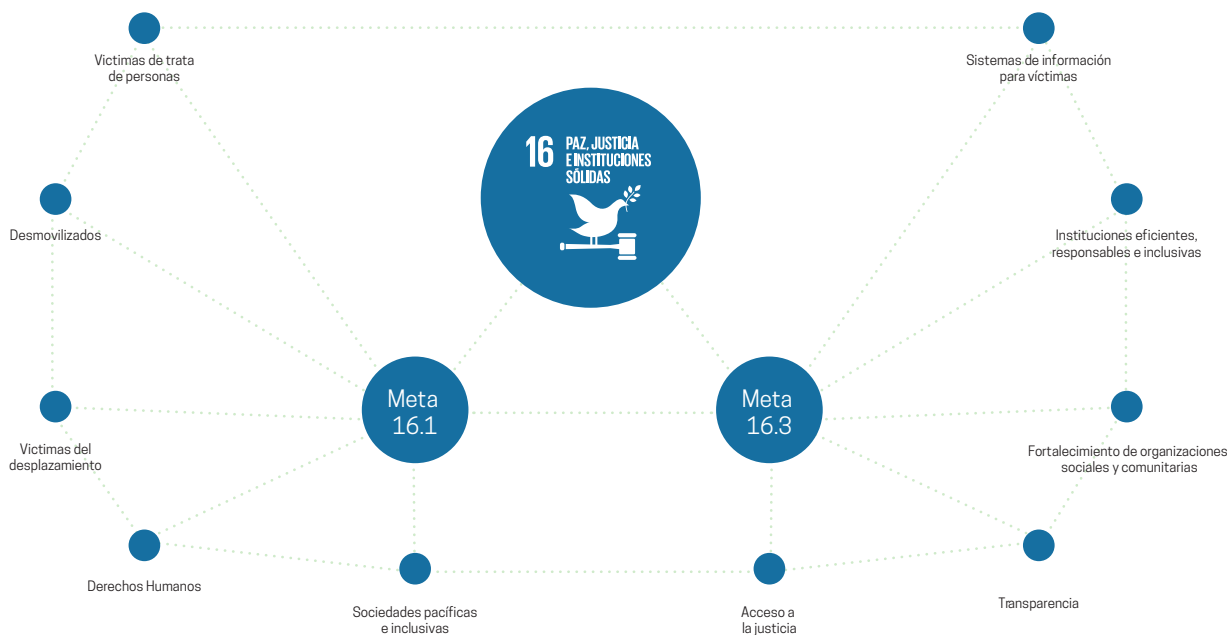 Victimas de trata
de personas
Sistemas de información
para víctimas
16
PAZ, JUSTICIA
E INSTITUCIONES
SÓLIDAS
Desmovilizados
Instituciones eficientes,
responsables e inclusivas
Meta
16.1
Meta
16.3
Victimas del
desplazamiento
Fortalecimiento de organizaciones
sociales y comunitarias
Derechos Humanos
Sociedades pacíficas
e inclusivas
Acceso a
la justicia
Transparencia